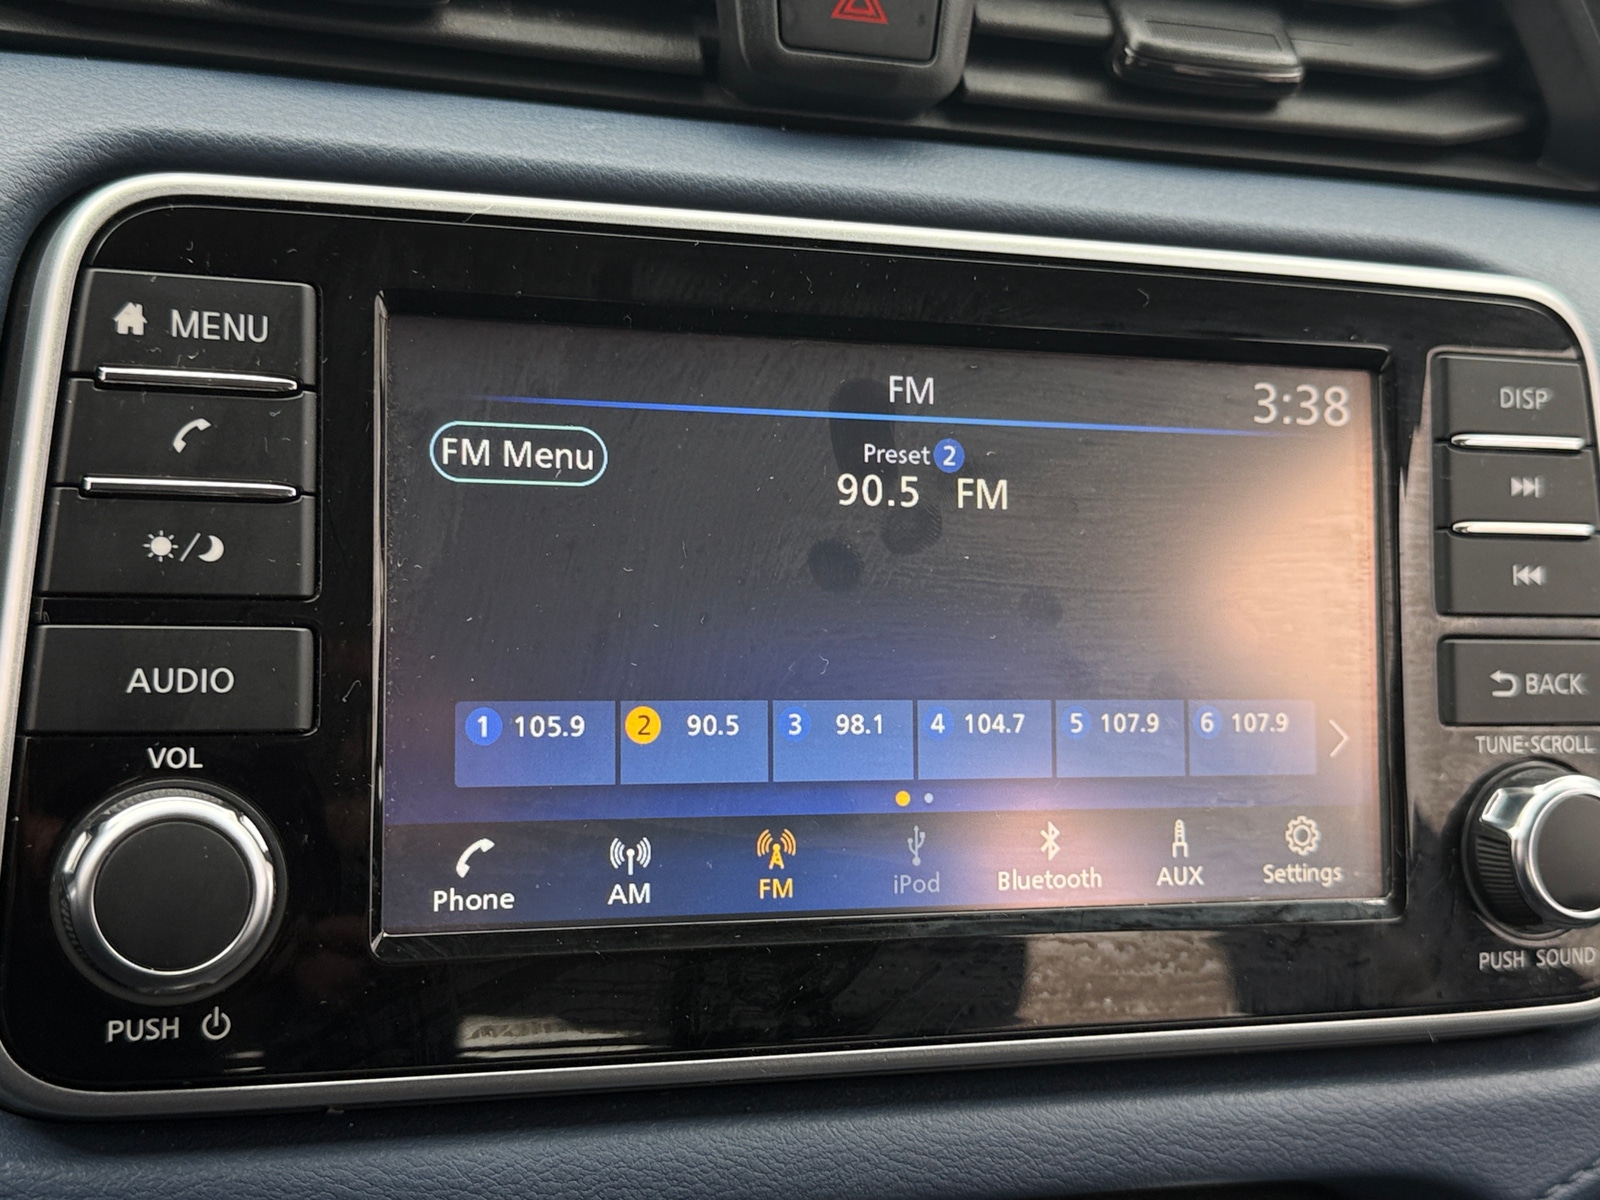 MENU
AUDIO
VOL
PUSH
FM
3:38
FM Menu
Preset 2
90.5 FM
1 105.9
2 90.5
3 98.1
4 104.7
5 107.9
6 107.9
Phone
AM
FM
iPod
Bluetooth
AUX
Settings
DISP
BACK
TUNE·SCROLL
PUSH SOUND